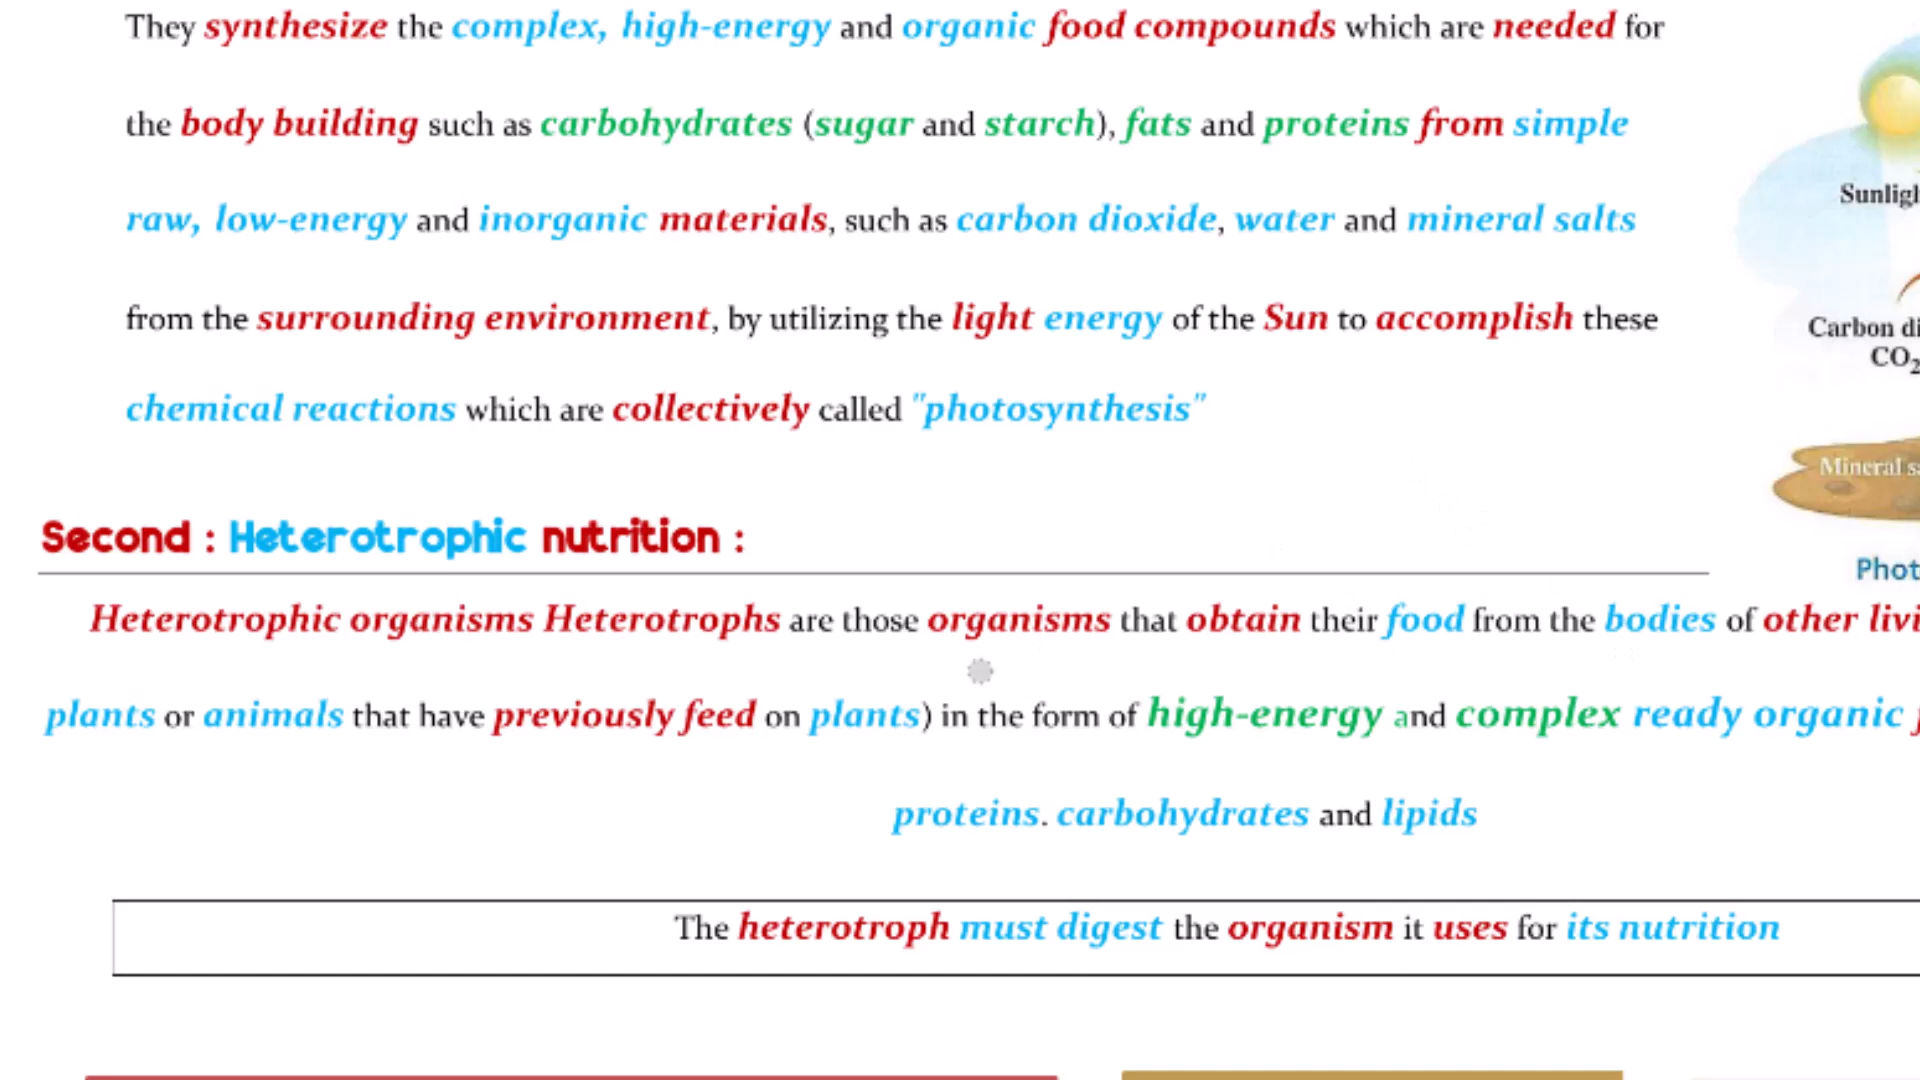 They synthesize the complex, high-energy and organic food compounds which are needed for
the body building such as carbohydrates (sugar and starch), fats and proteins from simple
raw, low-energy and inorganic materials, such as carbon dioxide, water and mineral salts
from the surrounding environment, by utilizing the light energy of the Sun to accomplish these
chemical reactions which are collectively called "photosynthesis"
Carbon
CO₂
Mineral
Second : Heterotrophic nutrition :
Heterotrophic organisms Heterotrophs are those organisms that obtain their food from the bodies of other
plants or animals that have previously feed on plants) in the form of high-energy and complex ready organic
proteins. carbohydrates and lipids
The heterotroph must digest the organism it uses for its nutrition